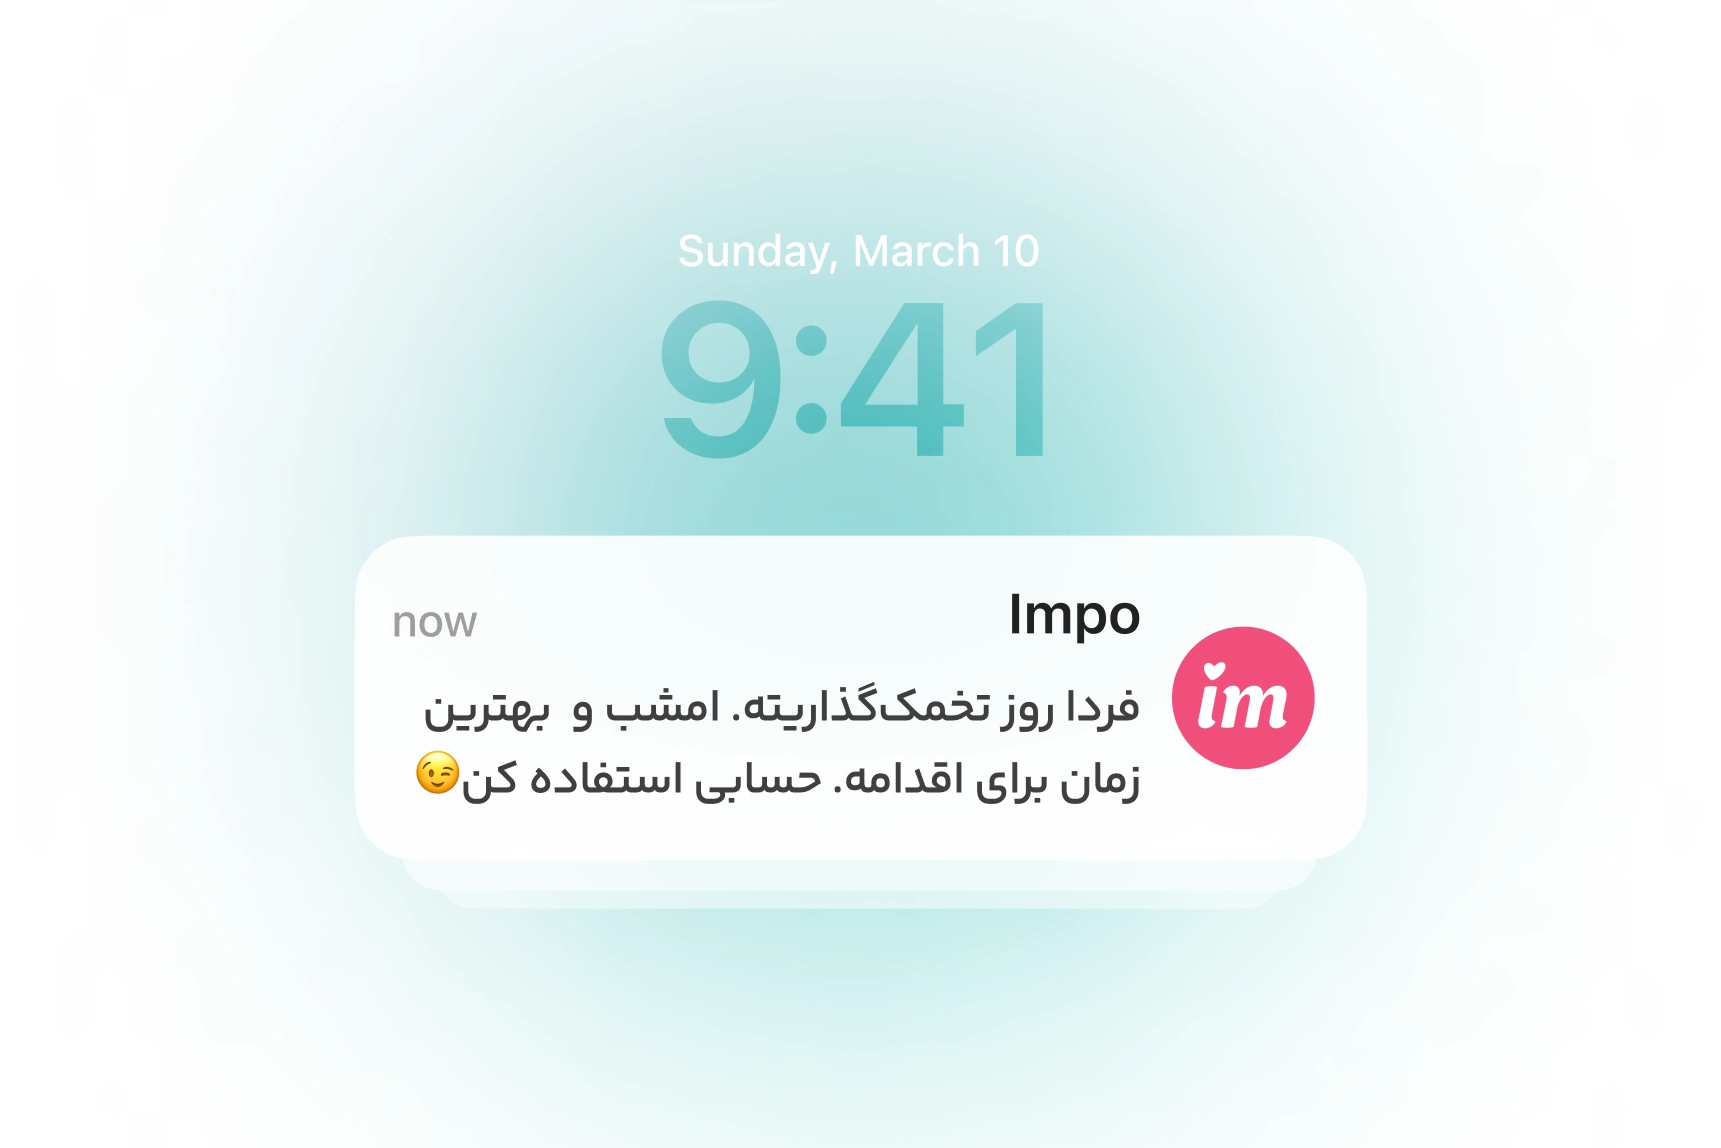 Sunday, March 10
9:41
Impo
now
فردا روز تخمک‌گذاریته. امشب و  بهترین
زمان برای اقدامه. حسابی استفاده کن😉
im